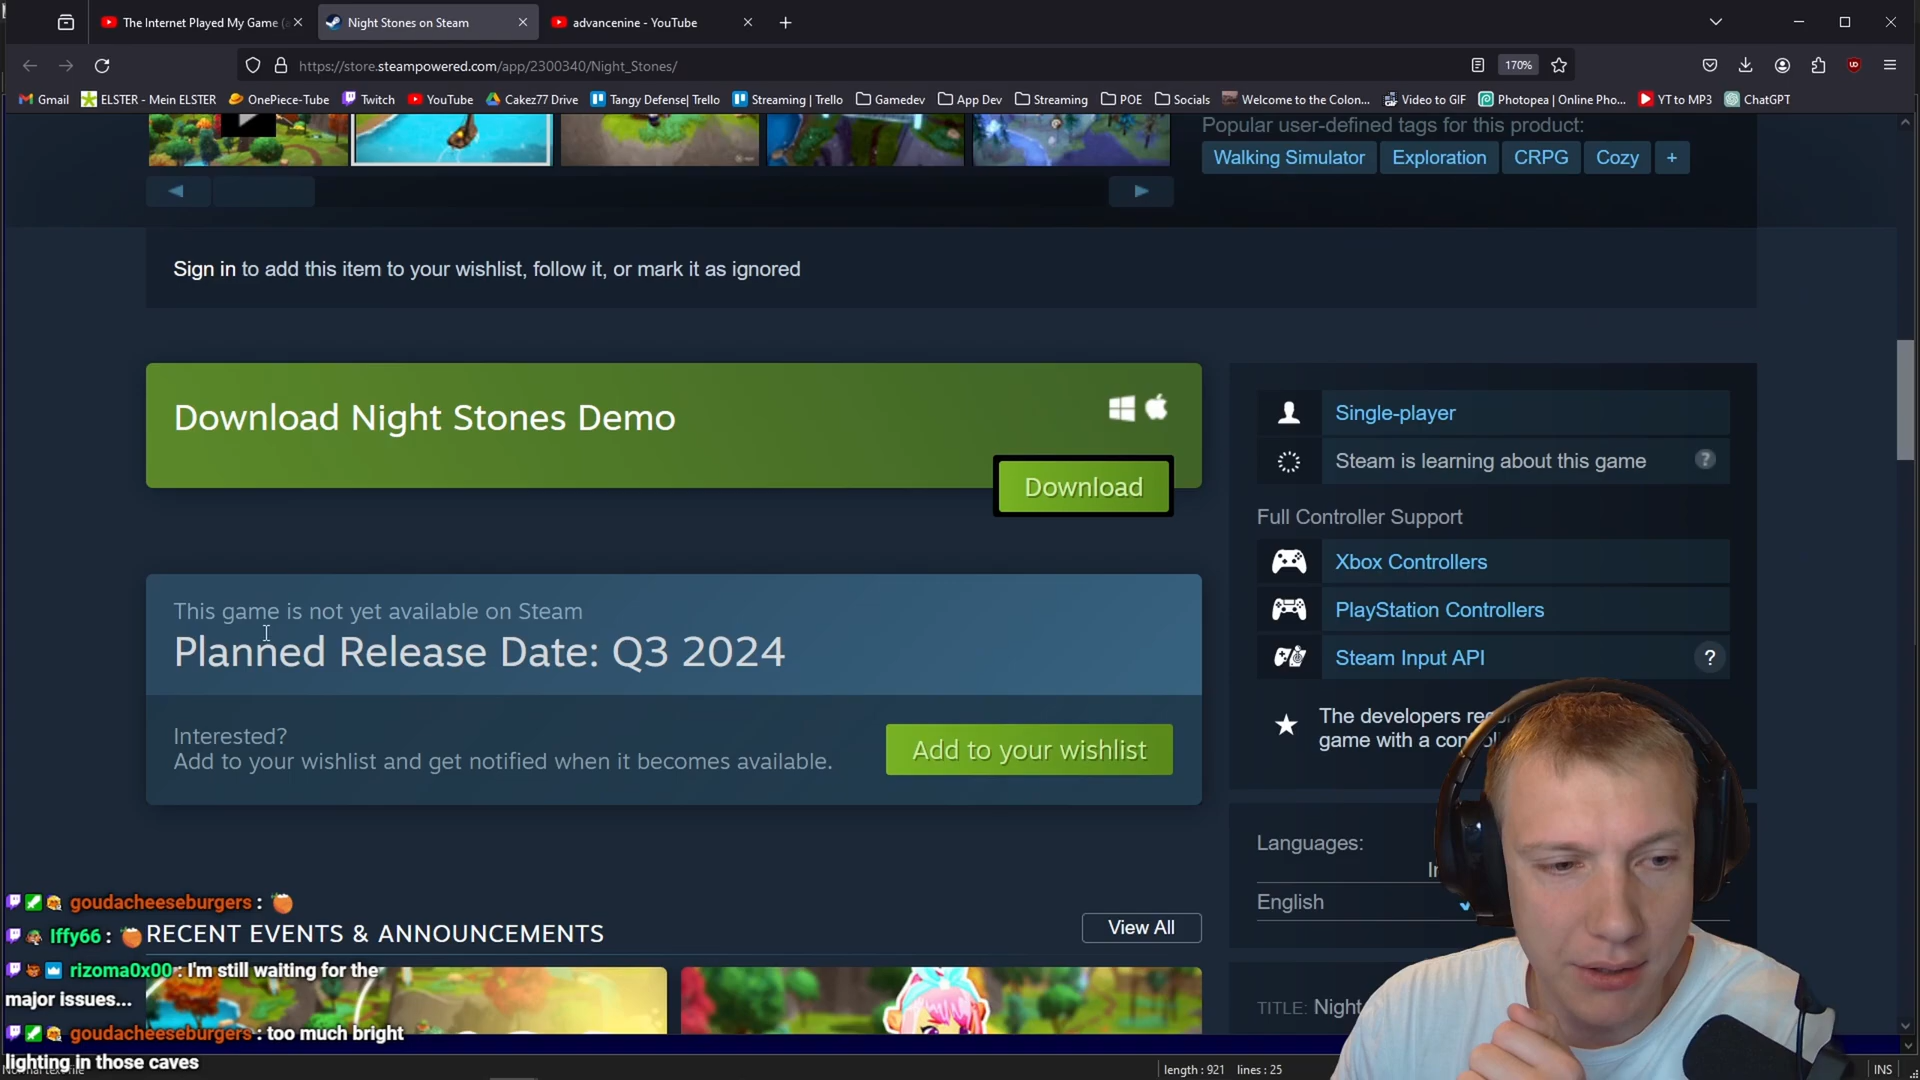 The Internet Played My Game (a
Night Stones on Steam
advancenine - YouTube
https://store.steampowered.com/app/2300340/Night_Stones/
170%
Gmail
ELSTER - Mein ELSTER
OnePiece-Tube
Twitch
YouTube
Cakez77 Drive
Tangy Defense| Trello
Streaming | Trello
Gamedev
App Dev
Streaming
POE
Socials
Welcome to the Colon...
Video to GIF
Photopea | Online Pho...
YT to MP3
ChatGPT
Popular user-defined tags for this product:
Walking Simulator
Exploration
CRPG
Cozy
+
Sign in to add this item to your wishlist, follow it, or mark it as ignored
Download Night Stones Demo
Download
Single-player
Steam is learning about this game
?
Full Controller Support
Xbox Controllers
PlayStation Controllers
Steam Input API
?
This game is not yet available on Steam
Planned Release Date: Q3 2024
Interested?
Add to your wishlist and get notified when it becomes available.
Add to your wishlist
The developers
game with a
Languages:
English
goudacheeseburgers :
lffy66 :
RECENT EVENTS & ANNOUNCEMENTS
View All
rizoma0x00 : I'm still waiting for the
major issues...
goudacheeseburgers : too much bright
lighting in those caves
TITLE: Night
length : 921 lines : 25
INS